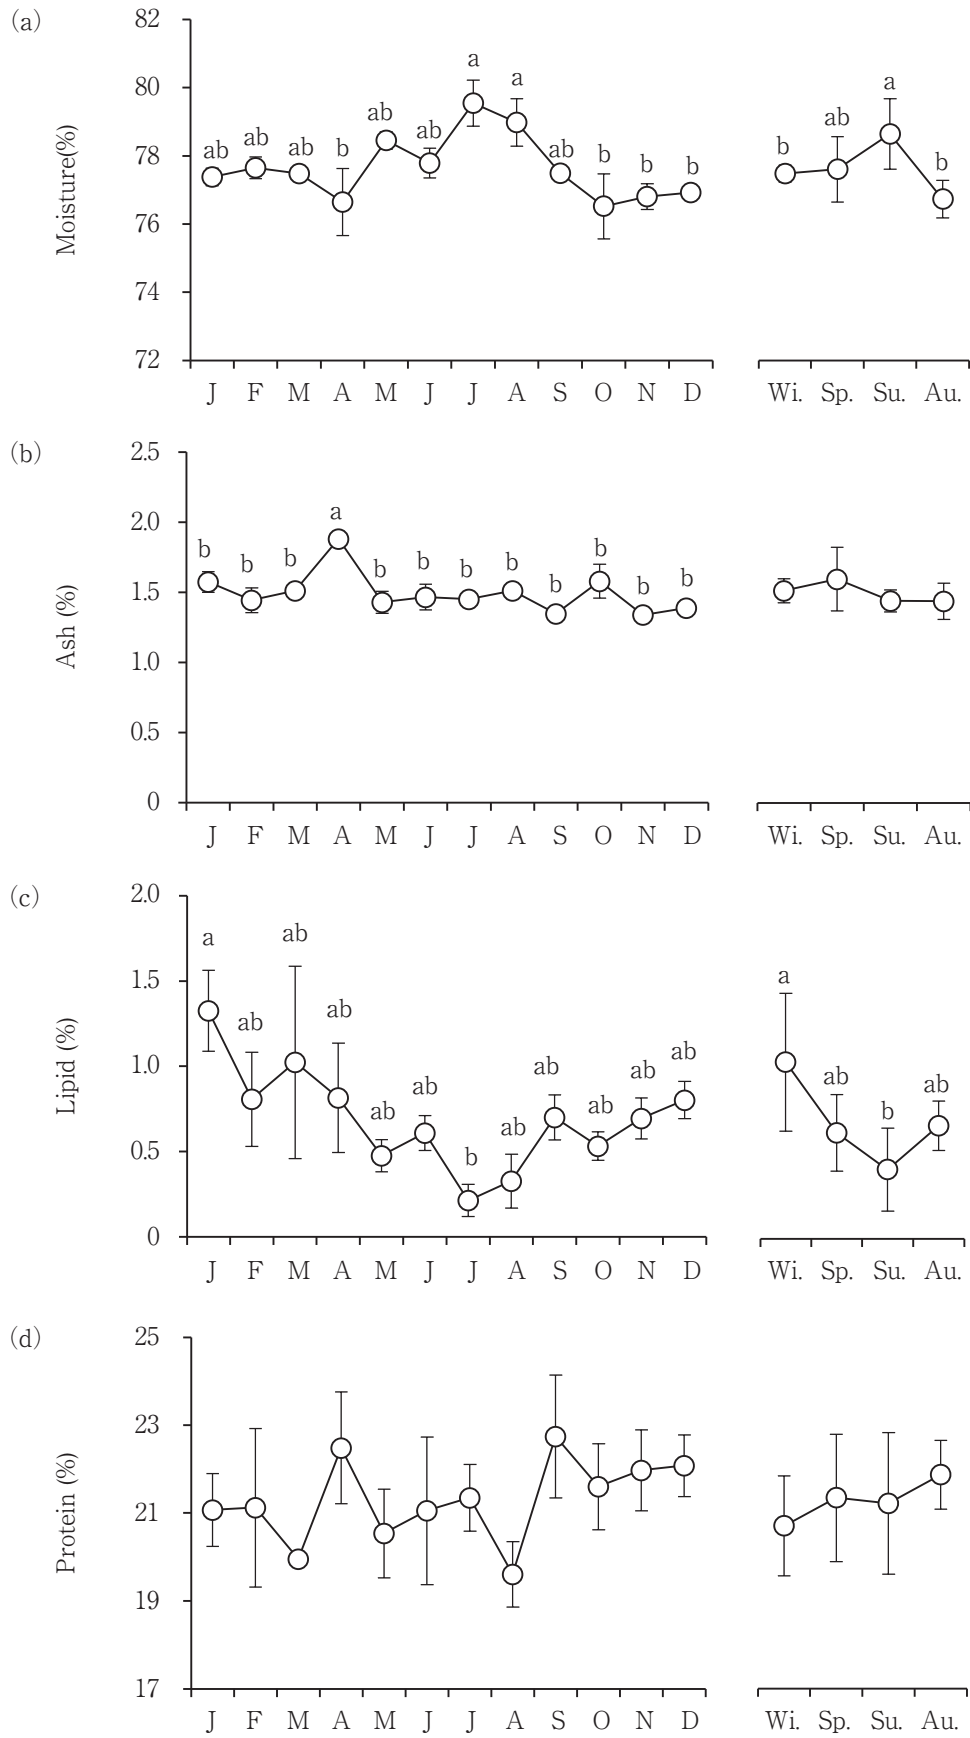 (a)
Moisture(%)
82
80
78
76
74
72
ab ab ab b ab ab a a ab b b b
b ab a b
J F M A M J J A S O N D
Wi. Sp. Su. Au.
(b)
Ash (%)
2.5
2.0
1.5
1.0
0.5
0
b b b a b b b b b b b b
J F M A M J J A S O N D
Wi. Sp. Su. Au.
(c)
Lipid (%)
2.0
1.5
1.0
0.5
0
a ab ab ab ab ab b ab ab ab ab ab
a ab b ab
J F M A M J J A S O N D
Wi. Sp. Su. Au.
(d)
Protein (%)
25
23
21
19
17
J F M A M J J A S O N D
Wi. Sp. Su. Au.